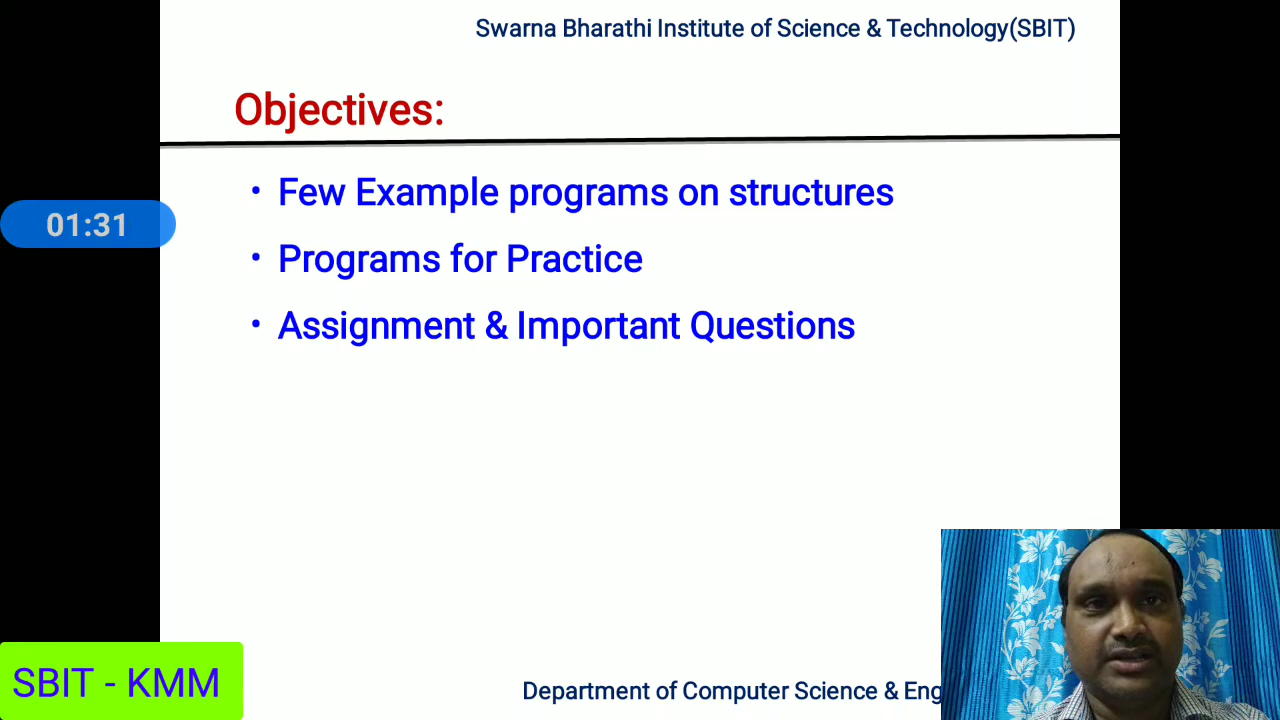 Swarna Bharathi Institute of Science & Technology(SBIT)
Objectives:
• Few Example programs on structures
01:31
• Programs for Practice
• Assignment & Important Questions
SBIT - KMM
Department of Computer Science & Eng